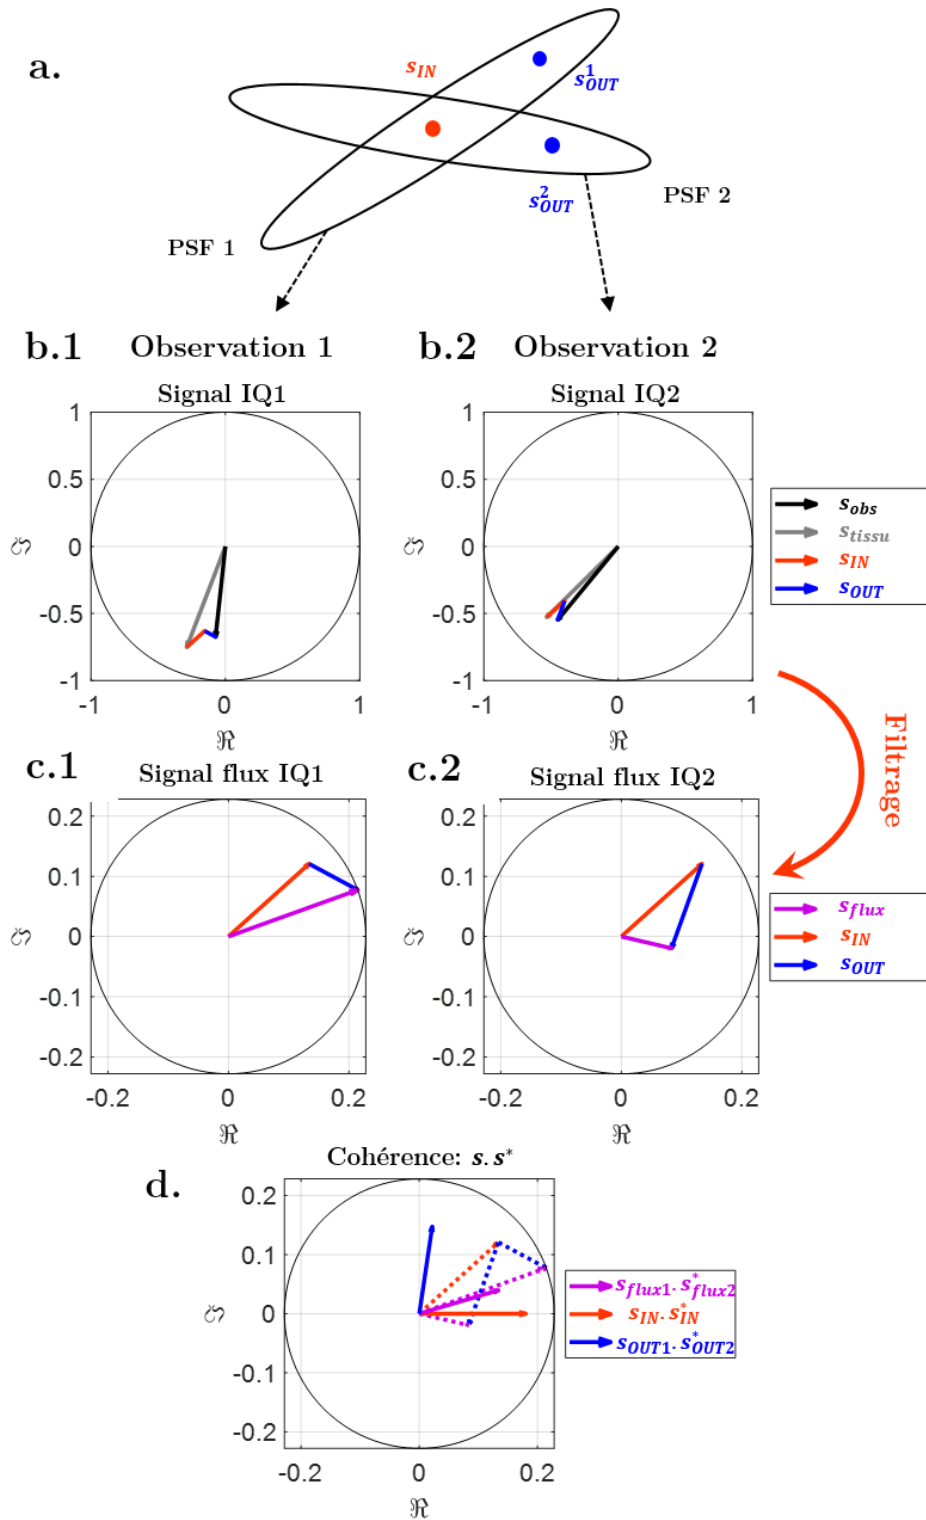 a.
s_IN
s^1_OUT
s^2_OUT
PSF 2
PSF 1
b.1 Observation 1
b.2 Observation 2
Signal IQ1
Signal IQ2
1
0.5
0
-0.5
-1
-1 0 1
ℑ
ℜ
1
0.5
0
-0.5
-1
-1 0 1
ℑ
ℜ
s_obs
s_tissu
s_IN
s_OUT
Filtrage
c.1
Signal flux IQ1
c.2
Signal flux IQ2
0.2
0.1
0
-0.1
-0.2
-0.2 0 0.2
ℑ
ℜ
0.2
0.1
0
-0.1
-0.2
-0.2 0 0.2
ℑ
ℜ
s_flux
s_IN
s_OUT
d.
Cohérence: s.s*
0.2
0.1
0
-0.1
-0.2
-0.2 0 0.2
ℑ
ℜ
s_flux1.s*_flux2
s_IN.s*_IN
s_OUT1.s*_OUT2